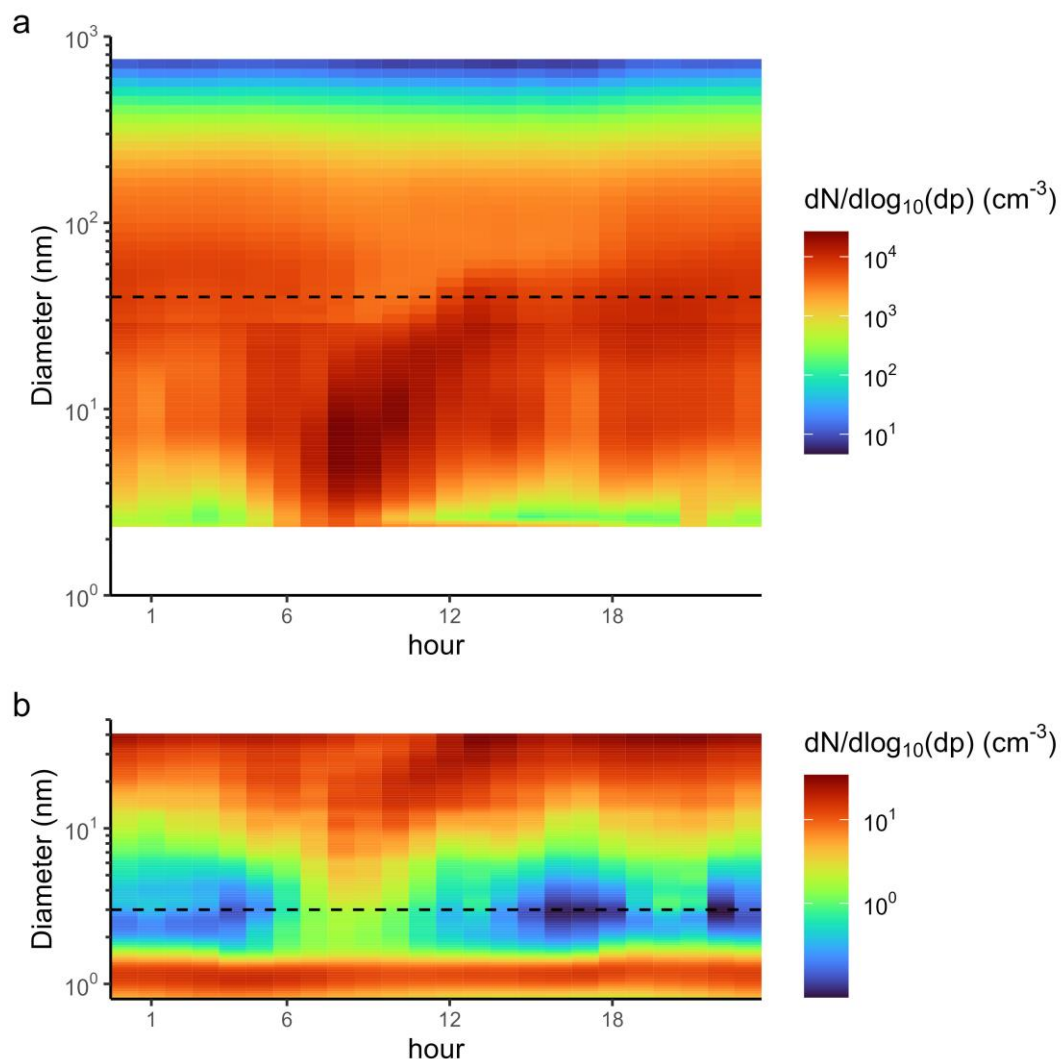 a
10³
10²
10¹
10⁰
Diameter (nm)
1
6
12
18
hour
dN/dlog₁₀(dp) (cm⁻³)
10⁴
10³
10²
10¹
b
10¹
10⁰
Diameter (nm)
1
6
12
18
hour
dN/dlog₁₀(dp) (cm⁻³)
10¹
10⁰